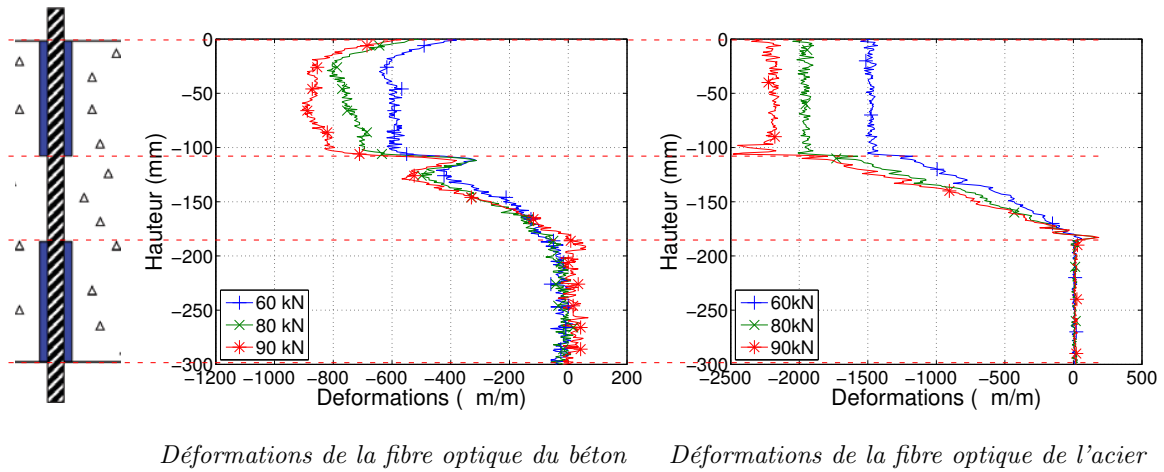 0
−50
−100
−150
−200
−250
−300
Hauteur (mm)
60 kN
80 kN
90 kN
−1200 −1000 −800 −600 −400 −200 0 200
Deformations ( m/m)
0
−50
−100
−150
−200
−250
−300
Hauteur (mm)
60kN
80kN
90kN
−2500 −2000 −1500 −1000 −500 0 500
Deformations ( m/m)
Déformations de la fibre optique du béton
Déformations de la fibre optique de l'acier